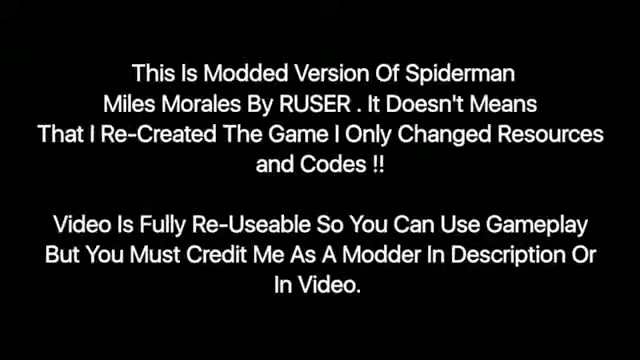 This Is Modded Version Of Spiderman
Miles Morales By RUSER . It Doesn't Means
That I Re-Created The Game I Only Changed Resources
and Codes !!
Video Is Fully Re-Useable So You Can Use Gameplay
But You Must Credit Me As A Modder In Description Or
In Video.